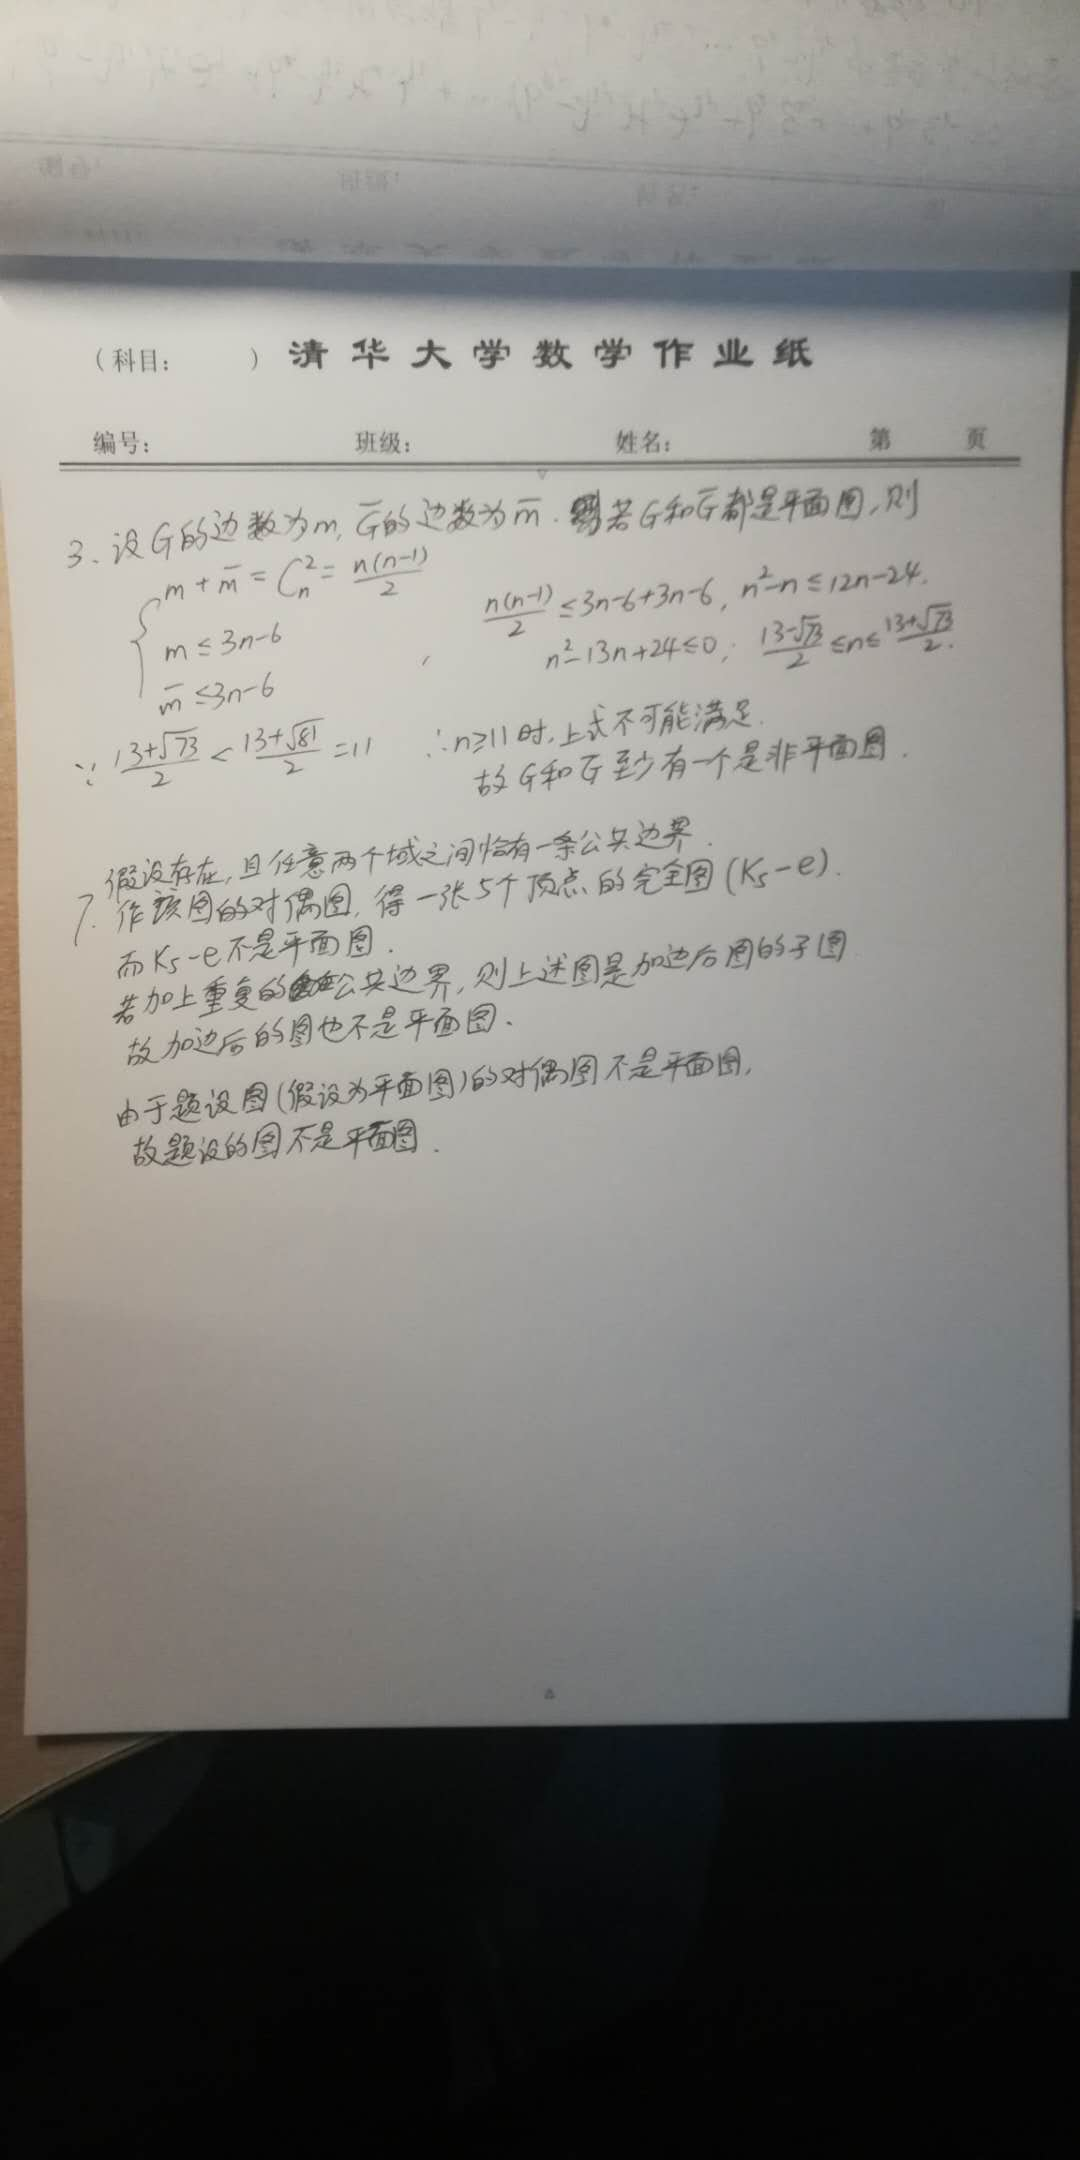 （科目：　　　）清华大学数学作业纸
编号：　班级：　姓名：　第　页
3、设G的边数为m, G̅的边数为m̅. 若G和G̅都是平面图,则
{ m + m̅ = C_n^2 = n(n-1)/2
m ≤ 3n-6
m̅ ≤ 3n-6
, n(n-1)/2 ≤ 3n-6+3n-6, n²-n ≤ 12n-24.
n²-13n+24≤0; (13-√73)/2 ≤n≤ (13+√73)/2.
∵ (13+√73)/2 < (13+√81)/2 = 11 ∴n≥11时,上式不可能满足.
故G和G̅至少有一个是非平面图.
7. 假设存在,且任意两个域之间恰有一条公共边界.
作该图的对偶图,得一张5个顶点的完全图(K₅-e).
而K₅-e不是平面图.
若加上重复的公共边界,则上述图是加边后图的子图
故加边后的图也不是平面图.
由于题设图(假设为平面图)的对偶图不是平面图,
故题设的图不是平面图.